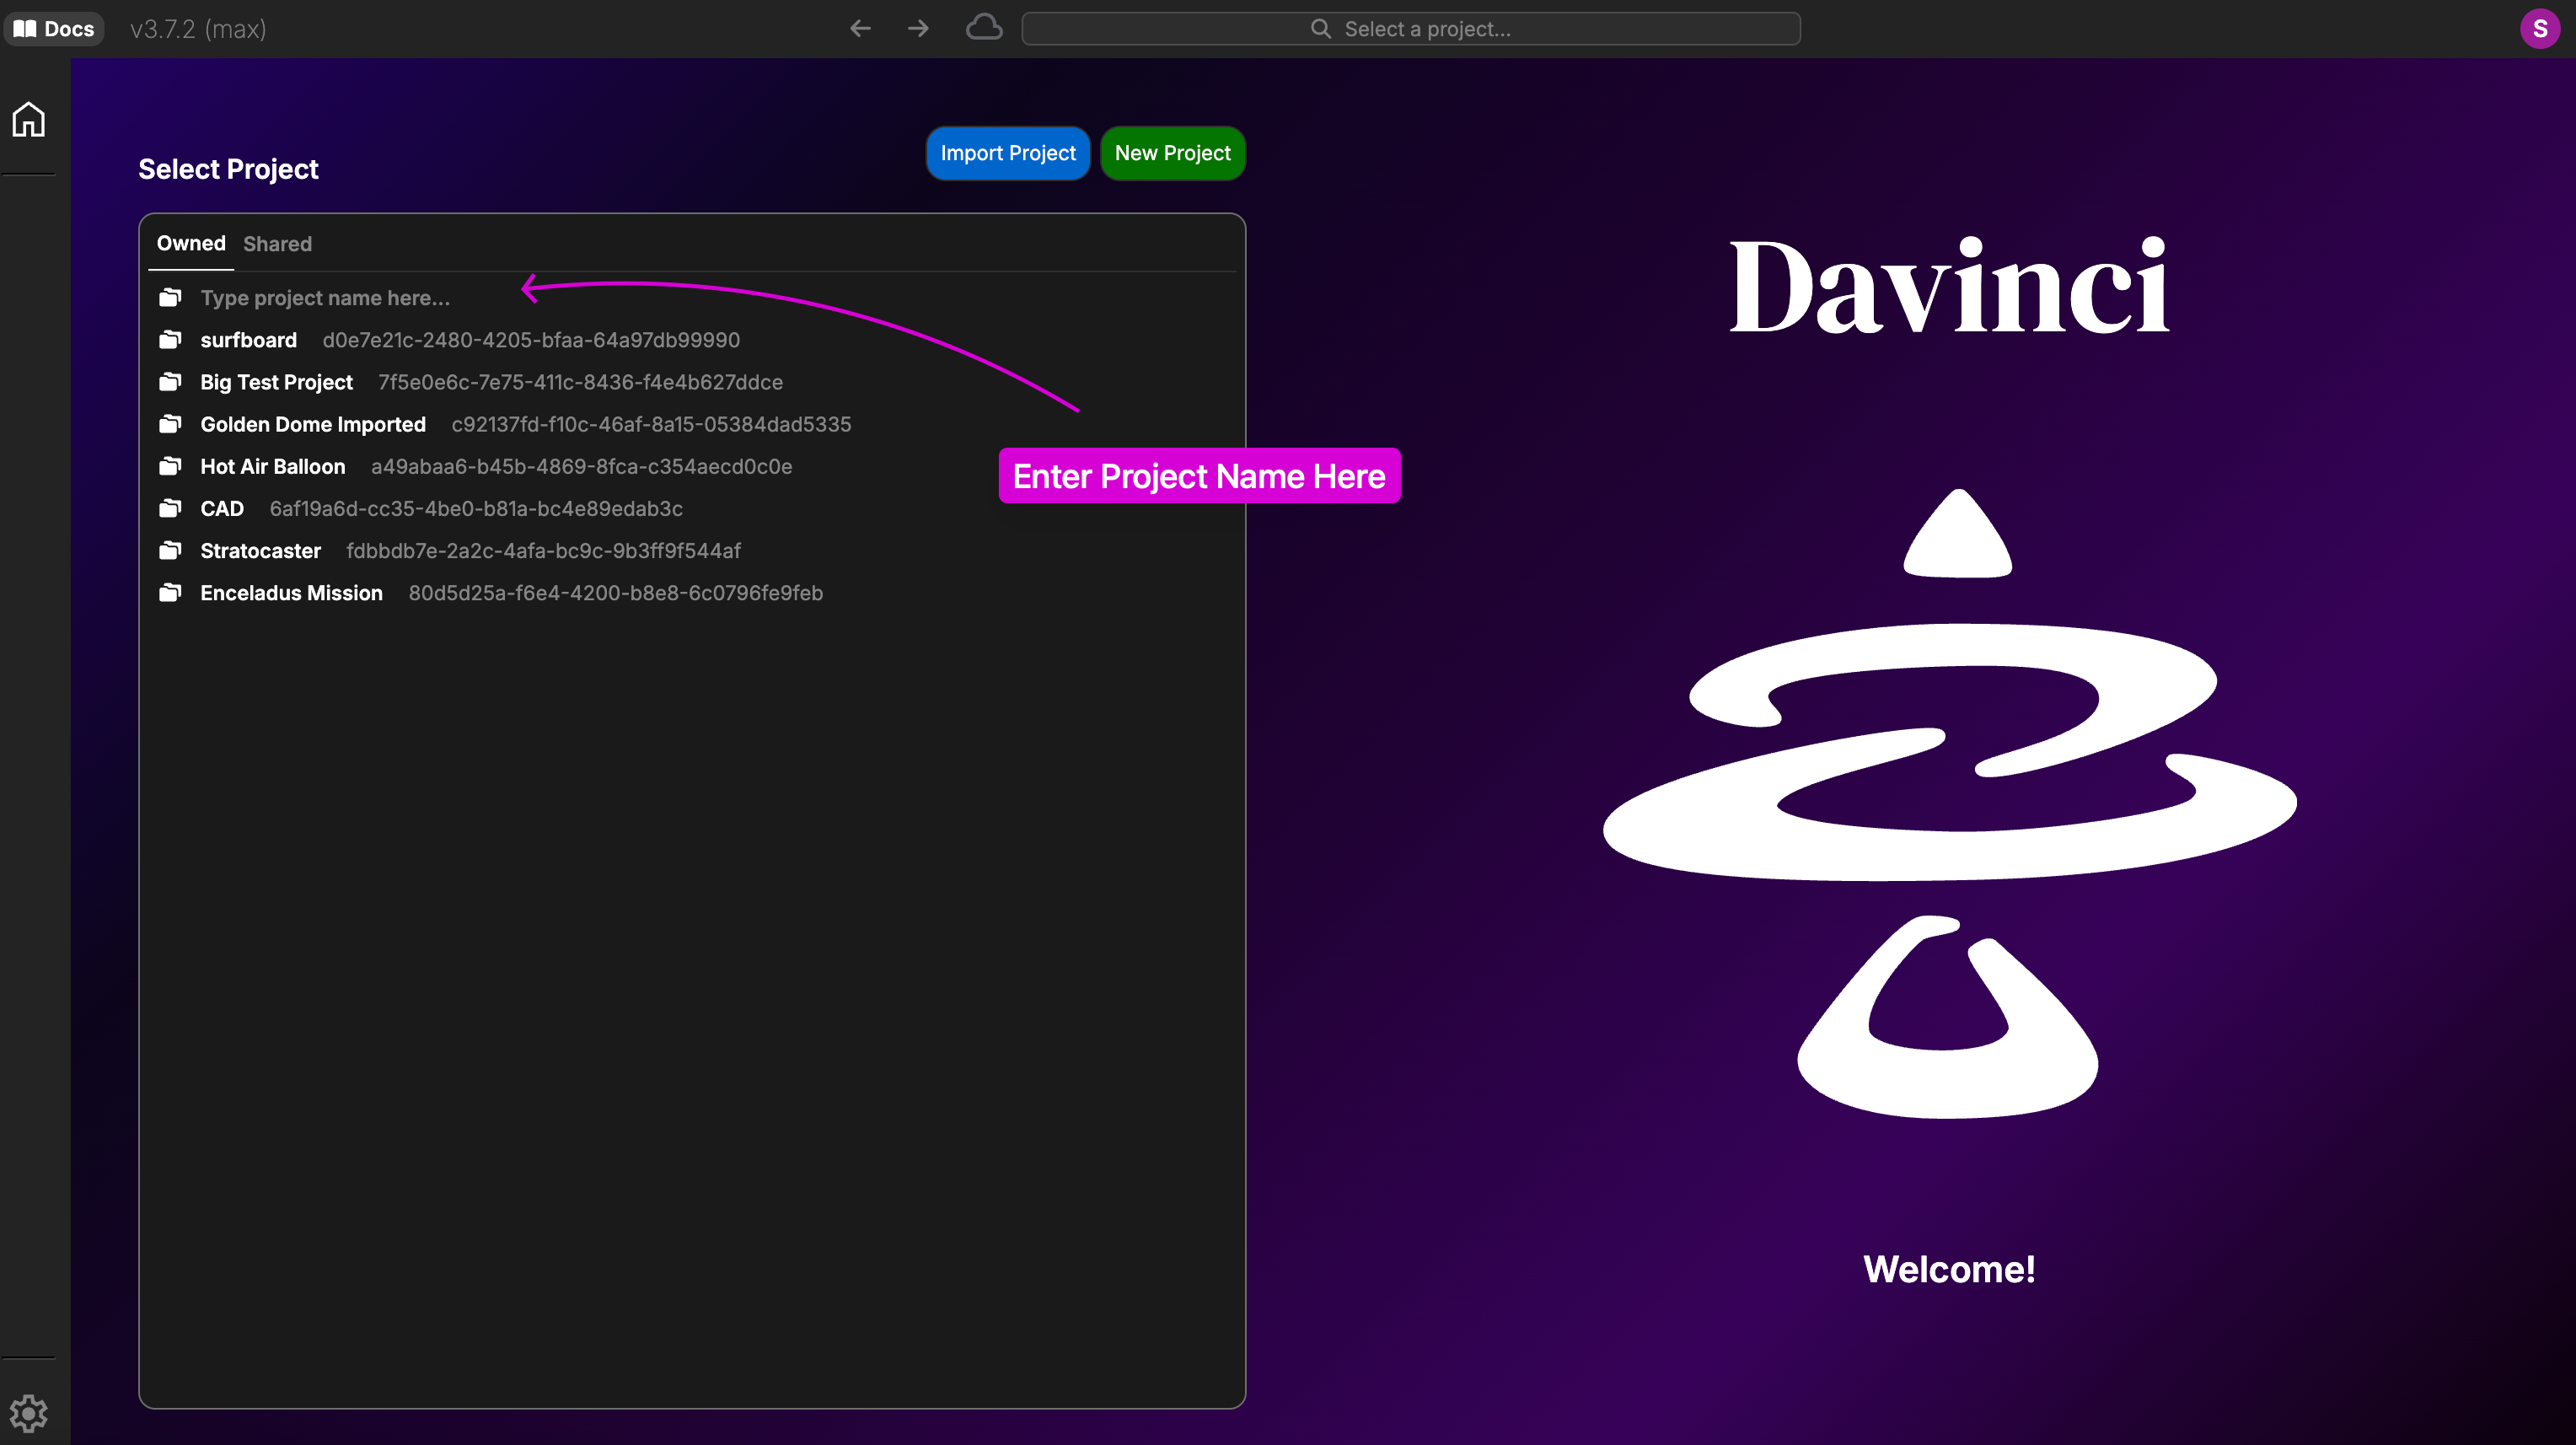 Docs v3.7.2 (max)
Select a project...
S
Import Project New Project
Select Project
Owned Shared
Type project name here...
surfboard d0e7e21c-2480-4205-bfaa-64a97db99990
Big Test Project 7f5e0e6c-7e75-411c-8436-f4e4b627ddce
Golden Dome Imported c92137fd-f10c-46af-8a15-05384dad5335
Hot Air Balloon a49abaa6-b45b-4869-8fca-c354aecd0c0e
CAD 6af19a6d-cc35-4be0-b81a-bc4e89edab3c
Stratocaster fdbbdb7e-2a2c-4afa-bc9c-9b3ff9f544af
Enceladus Mission 80d5d25a-f6e4-4200-b8e8-6c0796fe9feb
Enter Project Name Here
Davinci
Welcome!